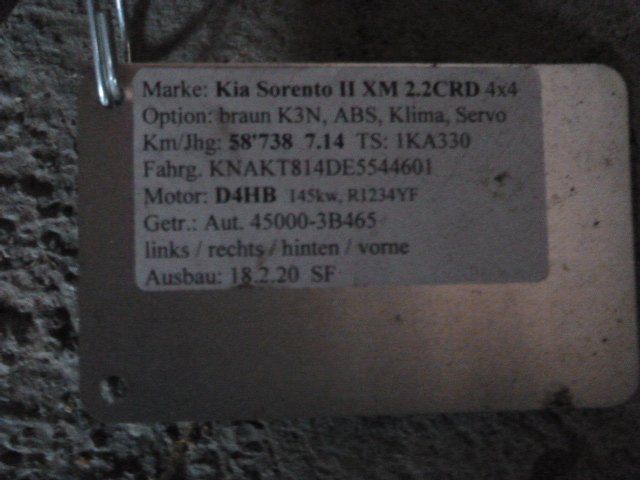 Marke: Kia Sorento II XM 2.2CRD 4x4
Option: braun K3N, ABS, Klima, Servo
Km/Jhg: 58'738 7.14 TS: 1KA330
Fahrg. KNAKT814DE5544601
Motor: D4HB 145kw, R1234YF
Getr.: Aut. 45000-3B465
links / rechts / hinten / vorne
Ausbau: 18.2.20 SF